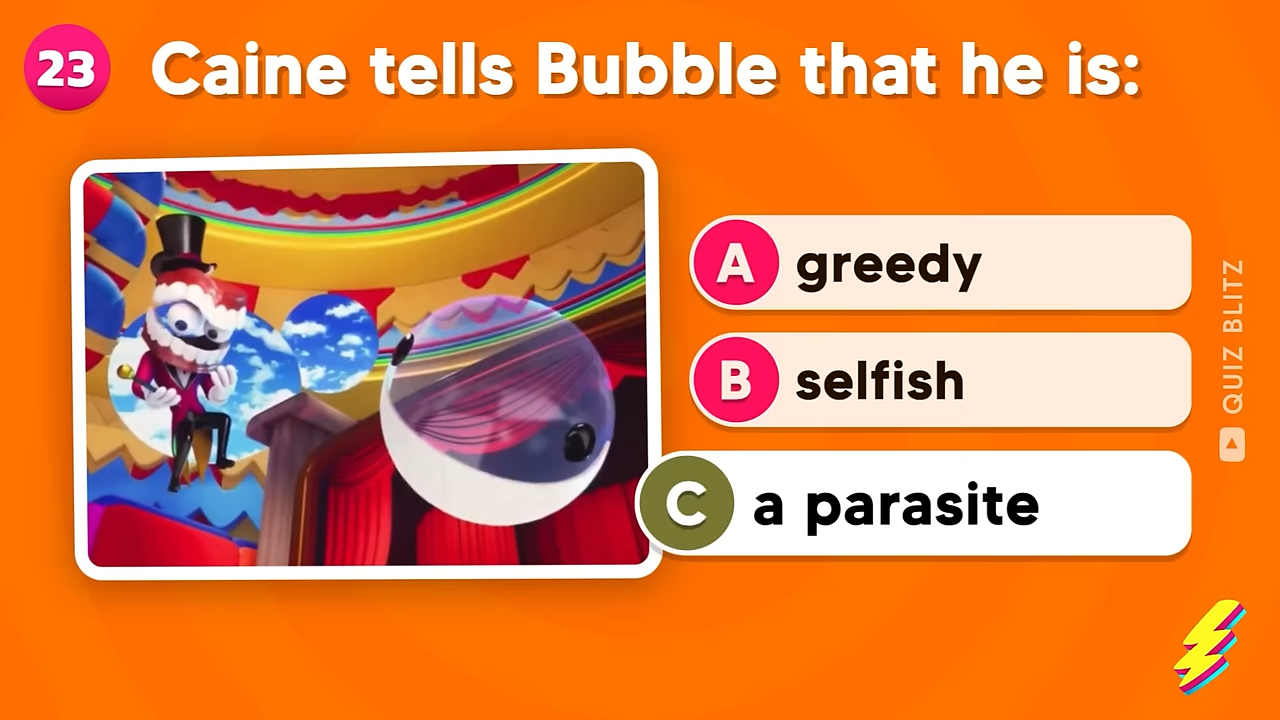 23 Caine tells Bubble that he is:
A greedy
B selfish
C a parasite
QUIZ BLITZ